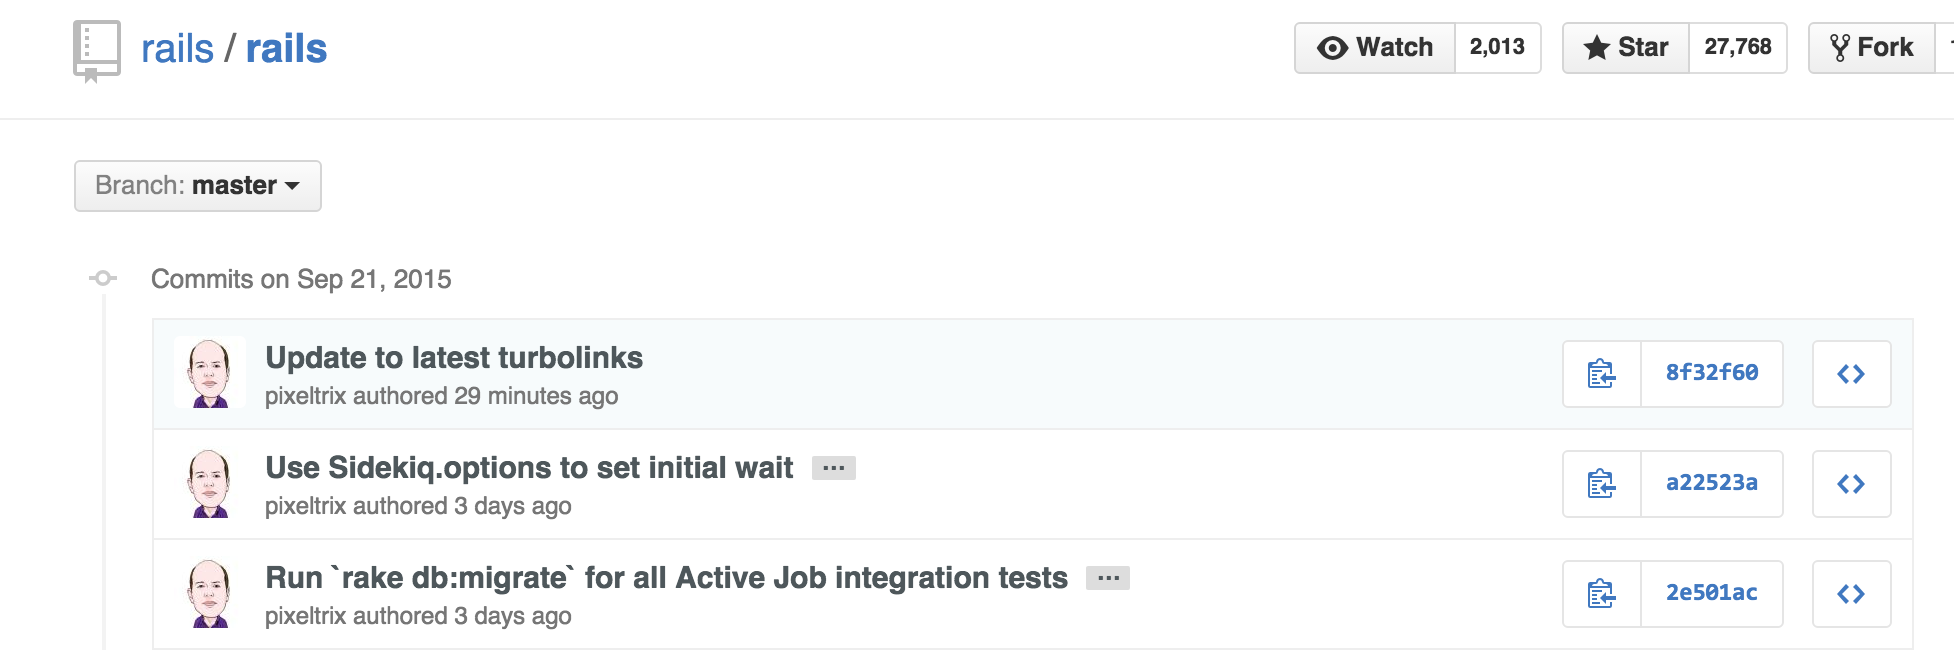 rails / rails
Watch 2,013 Star 27,768 Fork
Branch: master
Commits on Sep 21, 2015
Update to latest turbolinks
pixeltrix authored 29 minutes ago
8f32f60
Use Sidekiq.options to set initial wait ...
pixeltrix authored 3 days ago
a22523a
Run `rake db:migrate` for all Active Job integration tests ...
pixeltrix authored 3 days ago
2e501ac